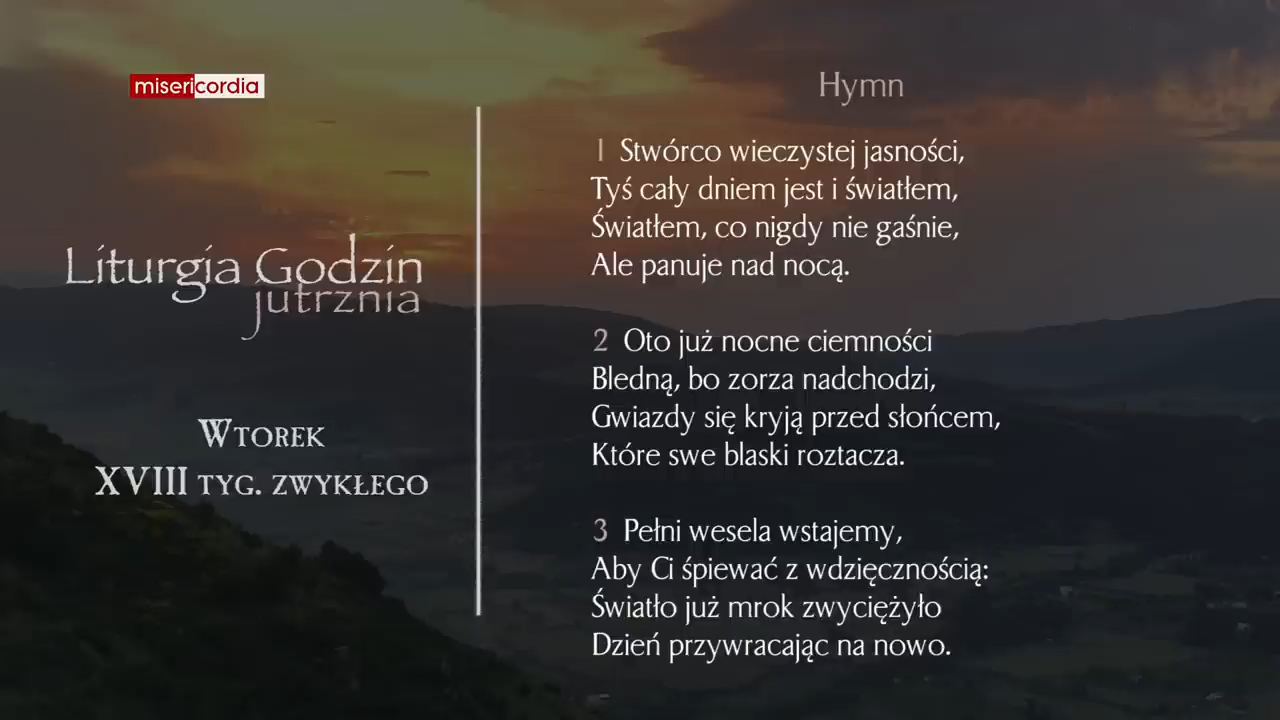 misericordia
Liturgia Godzin
jutrznia
Wtorek
XVIII tyg. zwykłego
Hymn
1 Stwórco wieczystej jasności,
Tyś cały dniem jest i światłem,
Światłem, co nigdy nie gaśnie,
Ale panuje nad nocą.
2 Oto już nocne ciemności
Bledną, bo zorza nadchodzi,
Gwiazdy się kryją przed słońcem,
Które swe blaski roztacza.
3 Pełni wesela wstajemy,
Aby Ci śpiewać z wdzięcznością:
Światło już mrok zwyciężyło
Dzień przywracając na nowo.